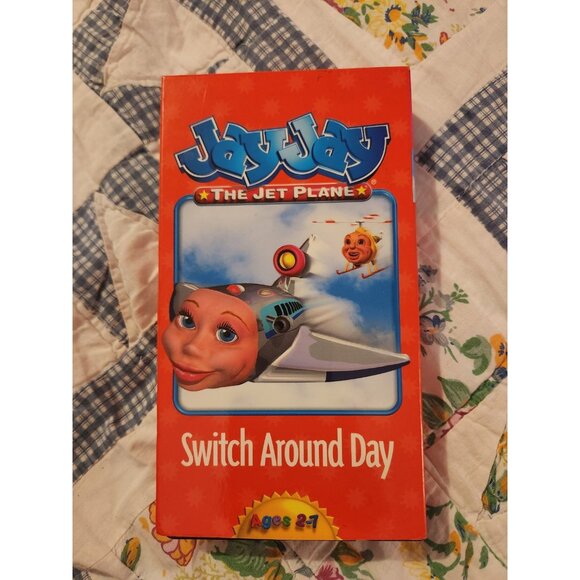 JayJay
THE JET PLANE®
Switch Around Day
Ages 2-7